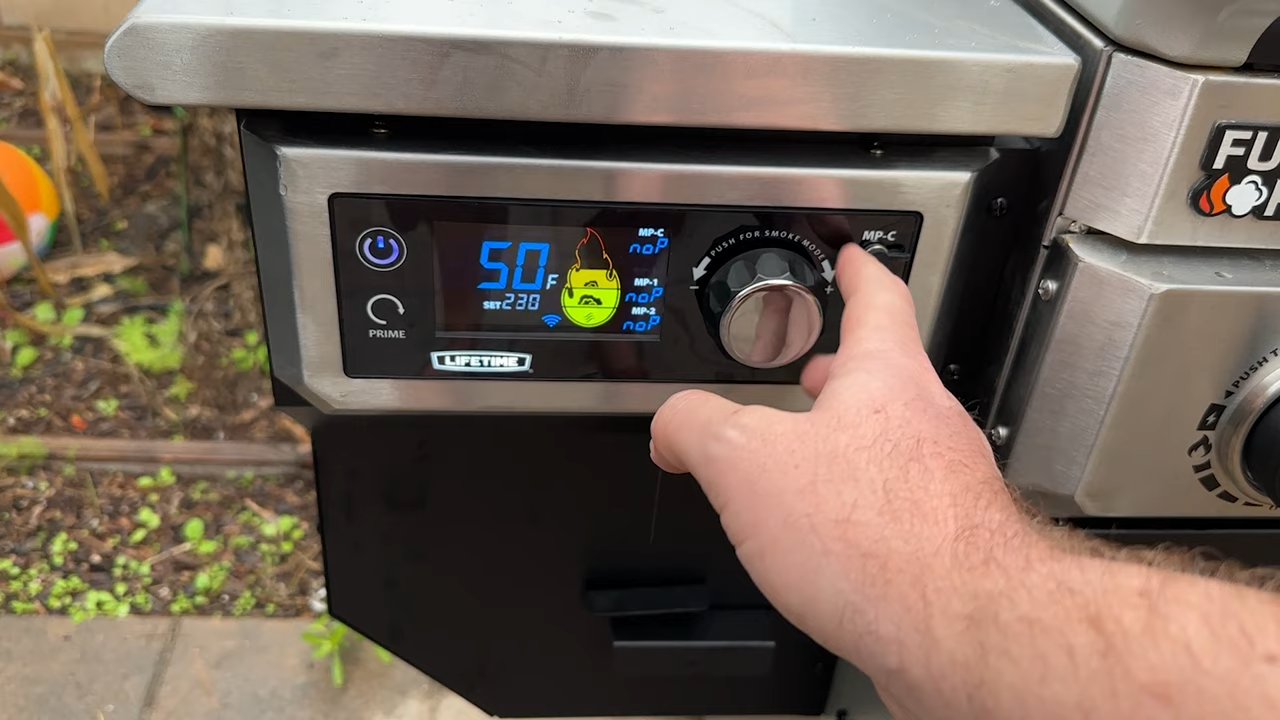 PRIME
50F
SET 230
MP-C
noP
MP-1
noP
MP-2
noP
LIFETIME
PUSH FOR SMOKE MODE
- +
MP-C
FU
PUSH T